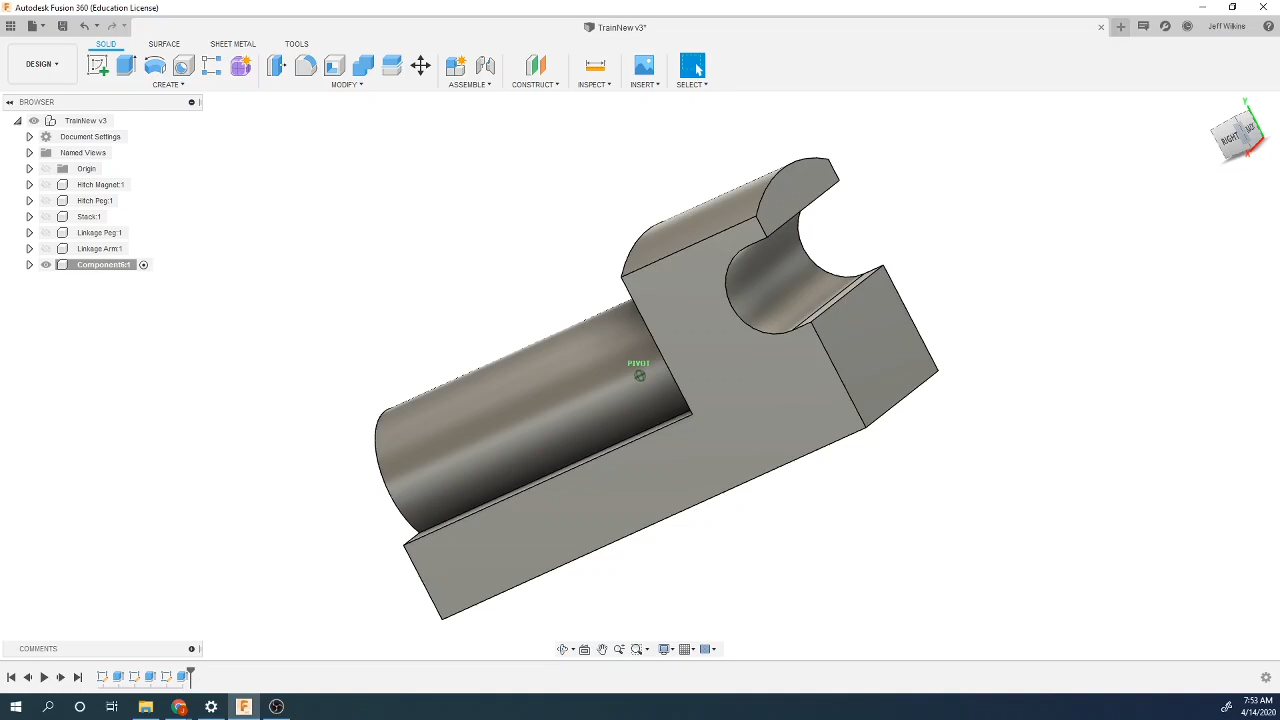 Autodesk Fusion 360 (Education License)
TrainNew v3*
Jeff Wilkins
SOLID SURFACE SHEET METAL TOOLS
DESIGN
CREATE MODIFY ASSEMBLE CONSTRUCT INSPECT INSERT SELECT
BROWSER
TrainNew v3
Document Settings
Named Views
Origin
Hitch Magnet:1
Hitch Peg:1
Stack:1
Linkage Peg:1
Linkage Arm:1
Component6:1
Y
RIGHT
X
PIVOT
COMMENTS
7:53 AM
4/14/2020